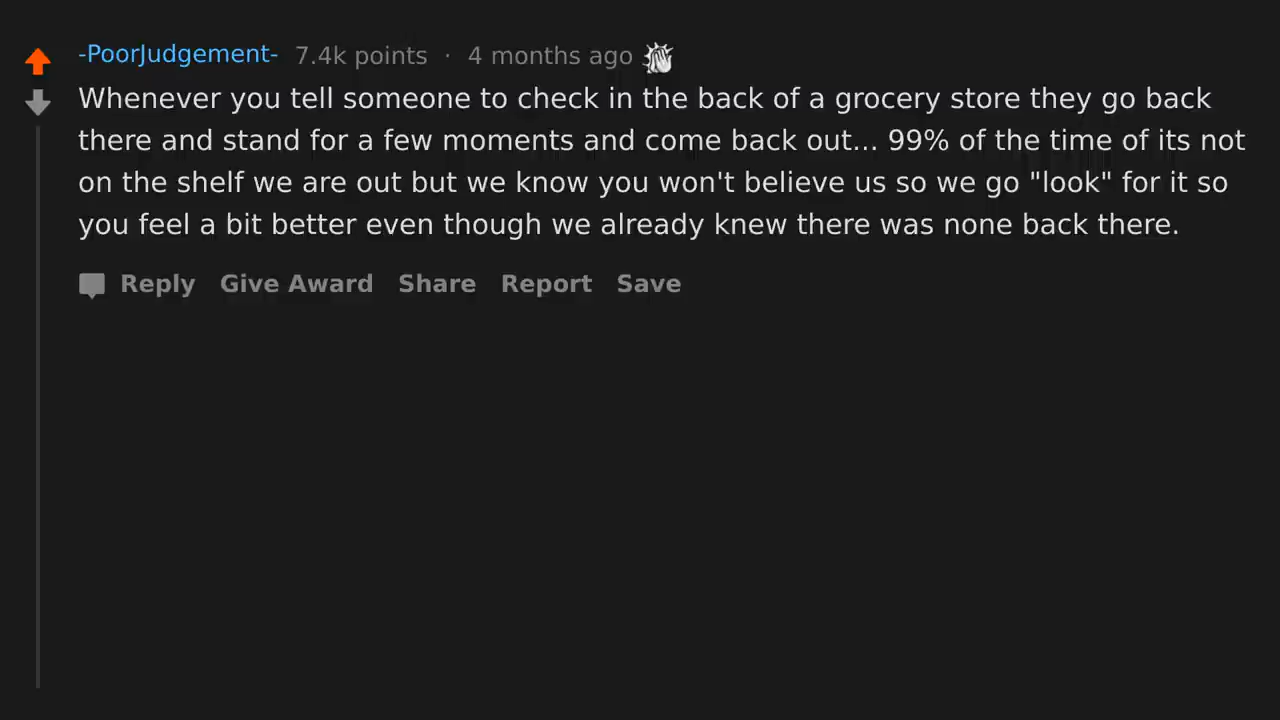 -PoorJudgement- 7.4k points · 4 months ago
Whenever you tell someone to check in the back of a grocery store they go back
there and stand for a few moments and come back out... 99% of the time of its not
on the shelf we are out but we know you won't believe us so we go "look" for it so
you feel a bit better even though we already knew there was none back there.
Reply Give Award Share Report Save